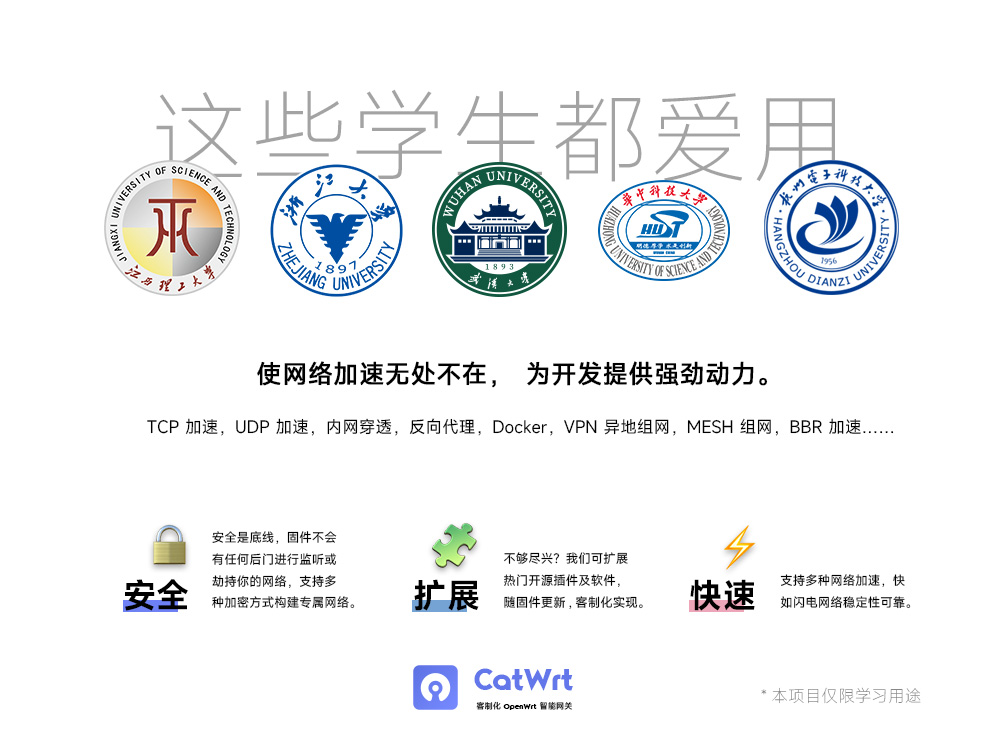 这些学生都爱用
JIANGXI UNIVERSITY OF SCIENCE AND TECHNOLOGY
江西理工大学
浙江大学
1897
ZHEJIANG UNIVERSITY
WUHAN UNIVERSITY
1893
武汉大学
华中科技大学
HUST
明德厚学 求是创新
HUAZHONG UNIVERSITY OF SCIENCE AND TECHNOLOGY
杭州电子科技大学
1956
HANGZHOU DIANZI UNIVERSITY
使网络加速无处不在， 为开发提供强劲动力。
TCP 加速，UDP 加速，内网穿透，反向代理，Docker，VPN 异地组网，MESH 组网，BBR 加速……
安全
安全是底线，固件不会
有任何后门进行监听或
劫持你的网络，支持多
种加密方式构建专属网络。
扩展
不够尽兴？我们可扩展
热门开源插件及软件，
随固件更新，客制化实现。
快速
支持多种网络加速，快
如闪电网络稳定性可靠。
CatWrt
客制化 OpenWrt 智能网关
* 本项目仅限学习用途